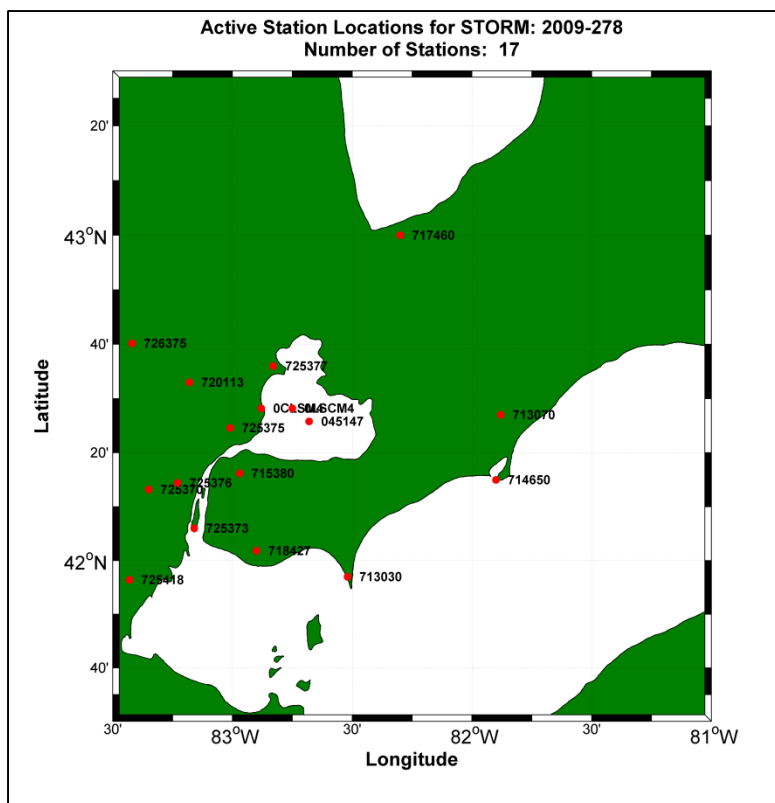 Active Station Locations for STORM: 2009-278
Number of Stations: 17
20'
43°N
717460
40'
726375
725377
720113
LSCM4
713070
045147
725375
20'
715380
714650
725376
725370
725373
42°N
718427
713030
725418
40'
30'
83°W
30'
82°W
30'
81°W
Latitude
Longitude